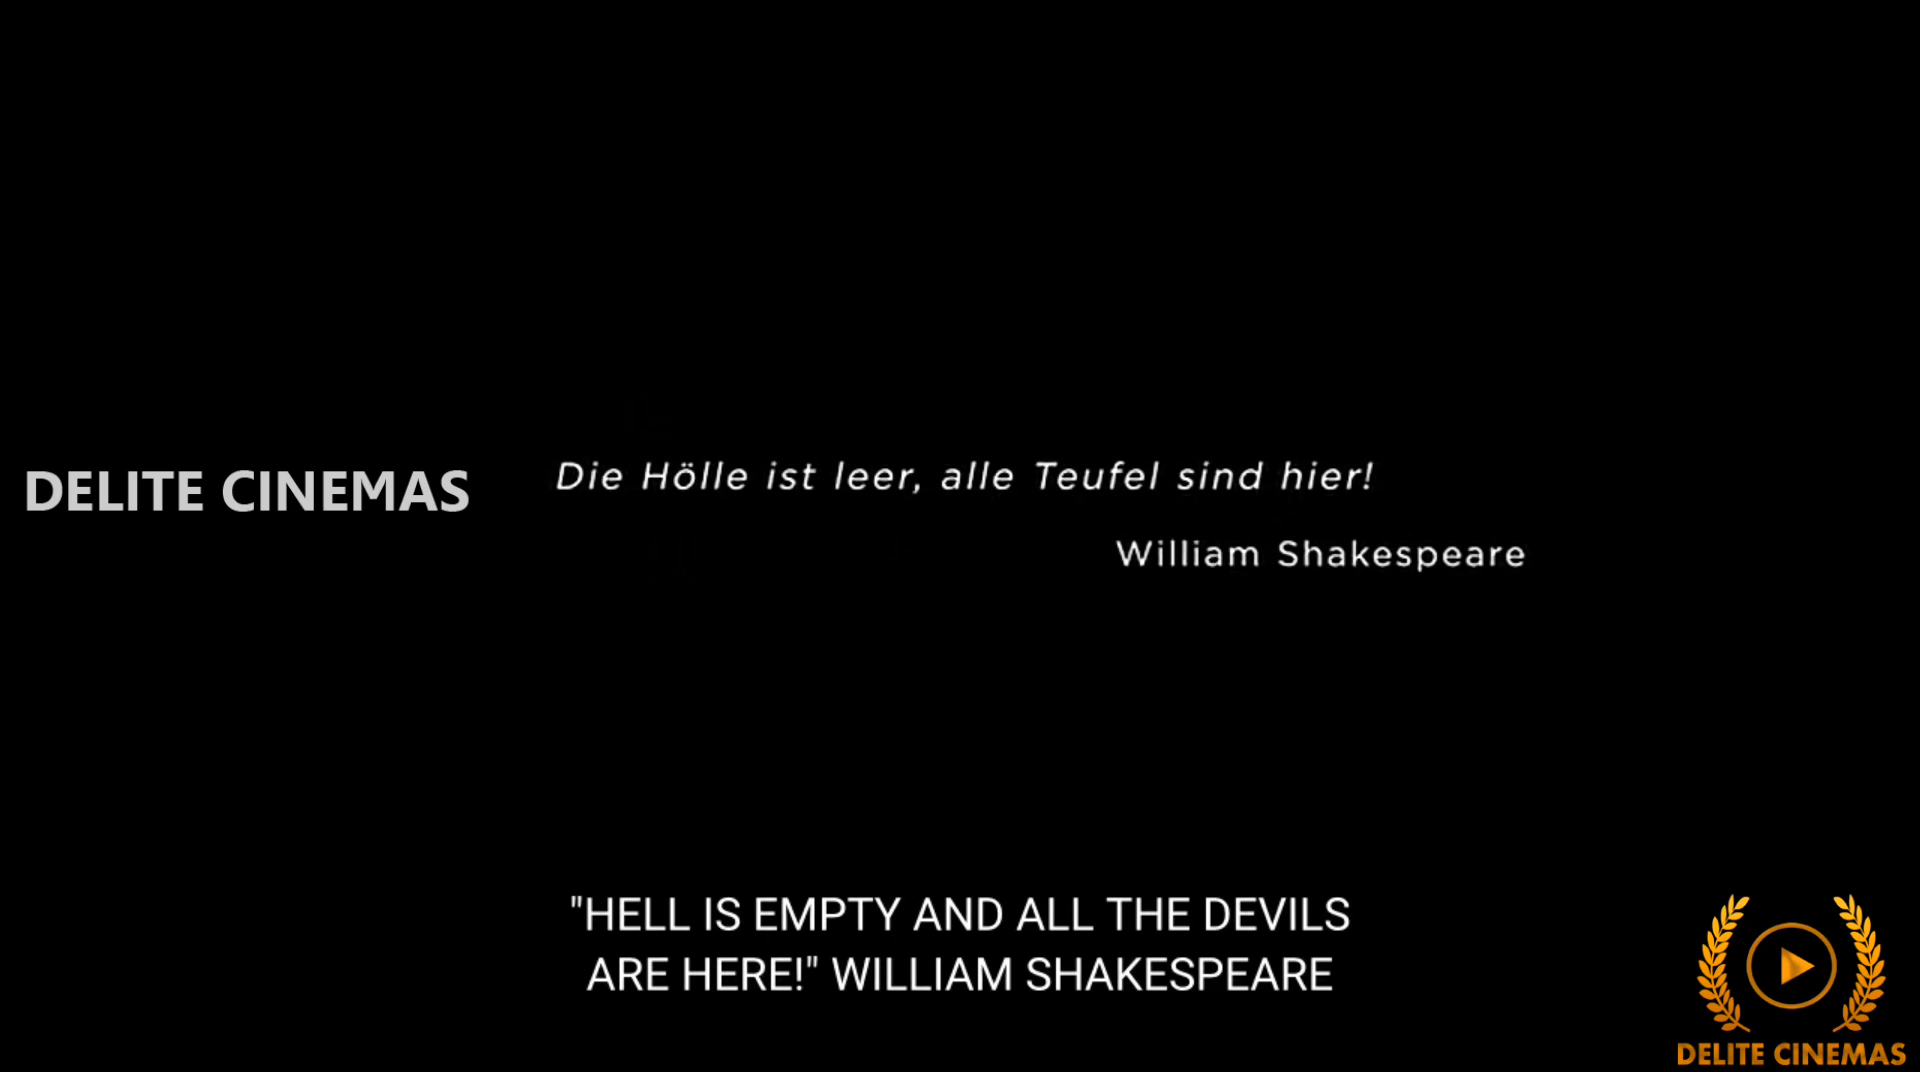 DELITE CINEMAS
Die Hölle ist leer, alle Teufel sind hier!
William Shakespeare
"HELL IS EMPTY AND ALL THE DEVILS
ARE HERE!" WILLIAM SHAKESPEARE
DELITE CINEMAS